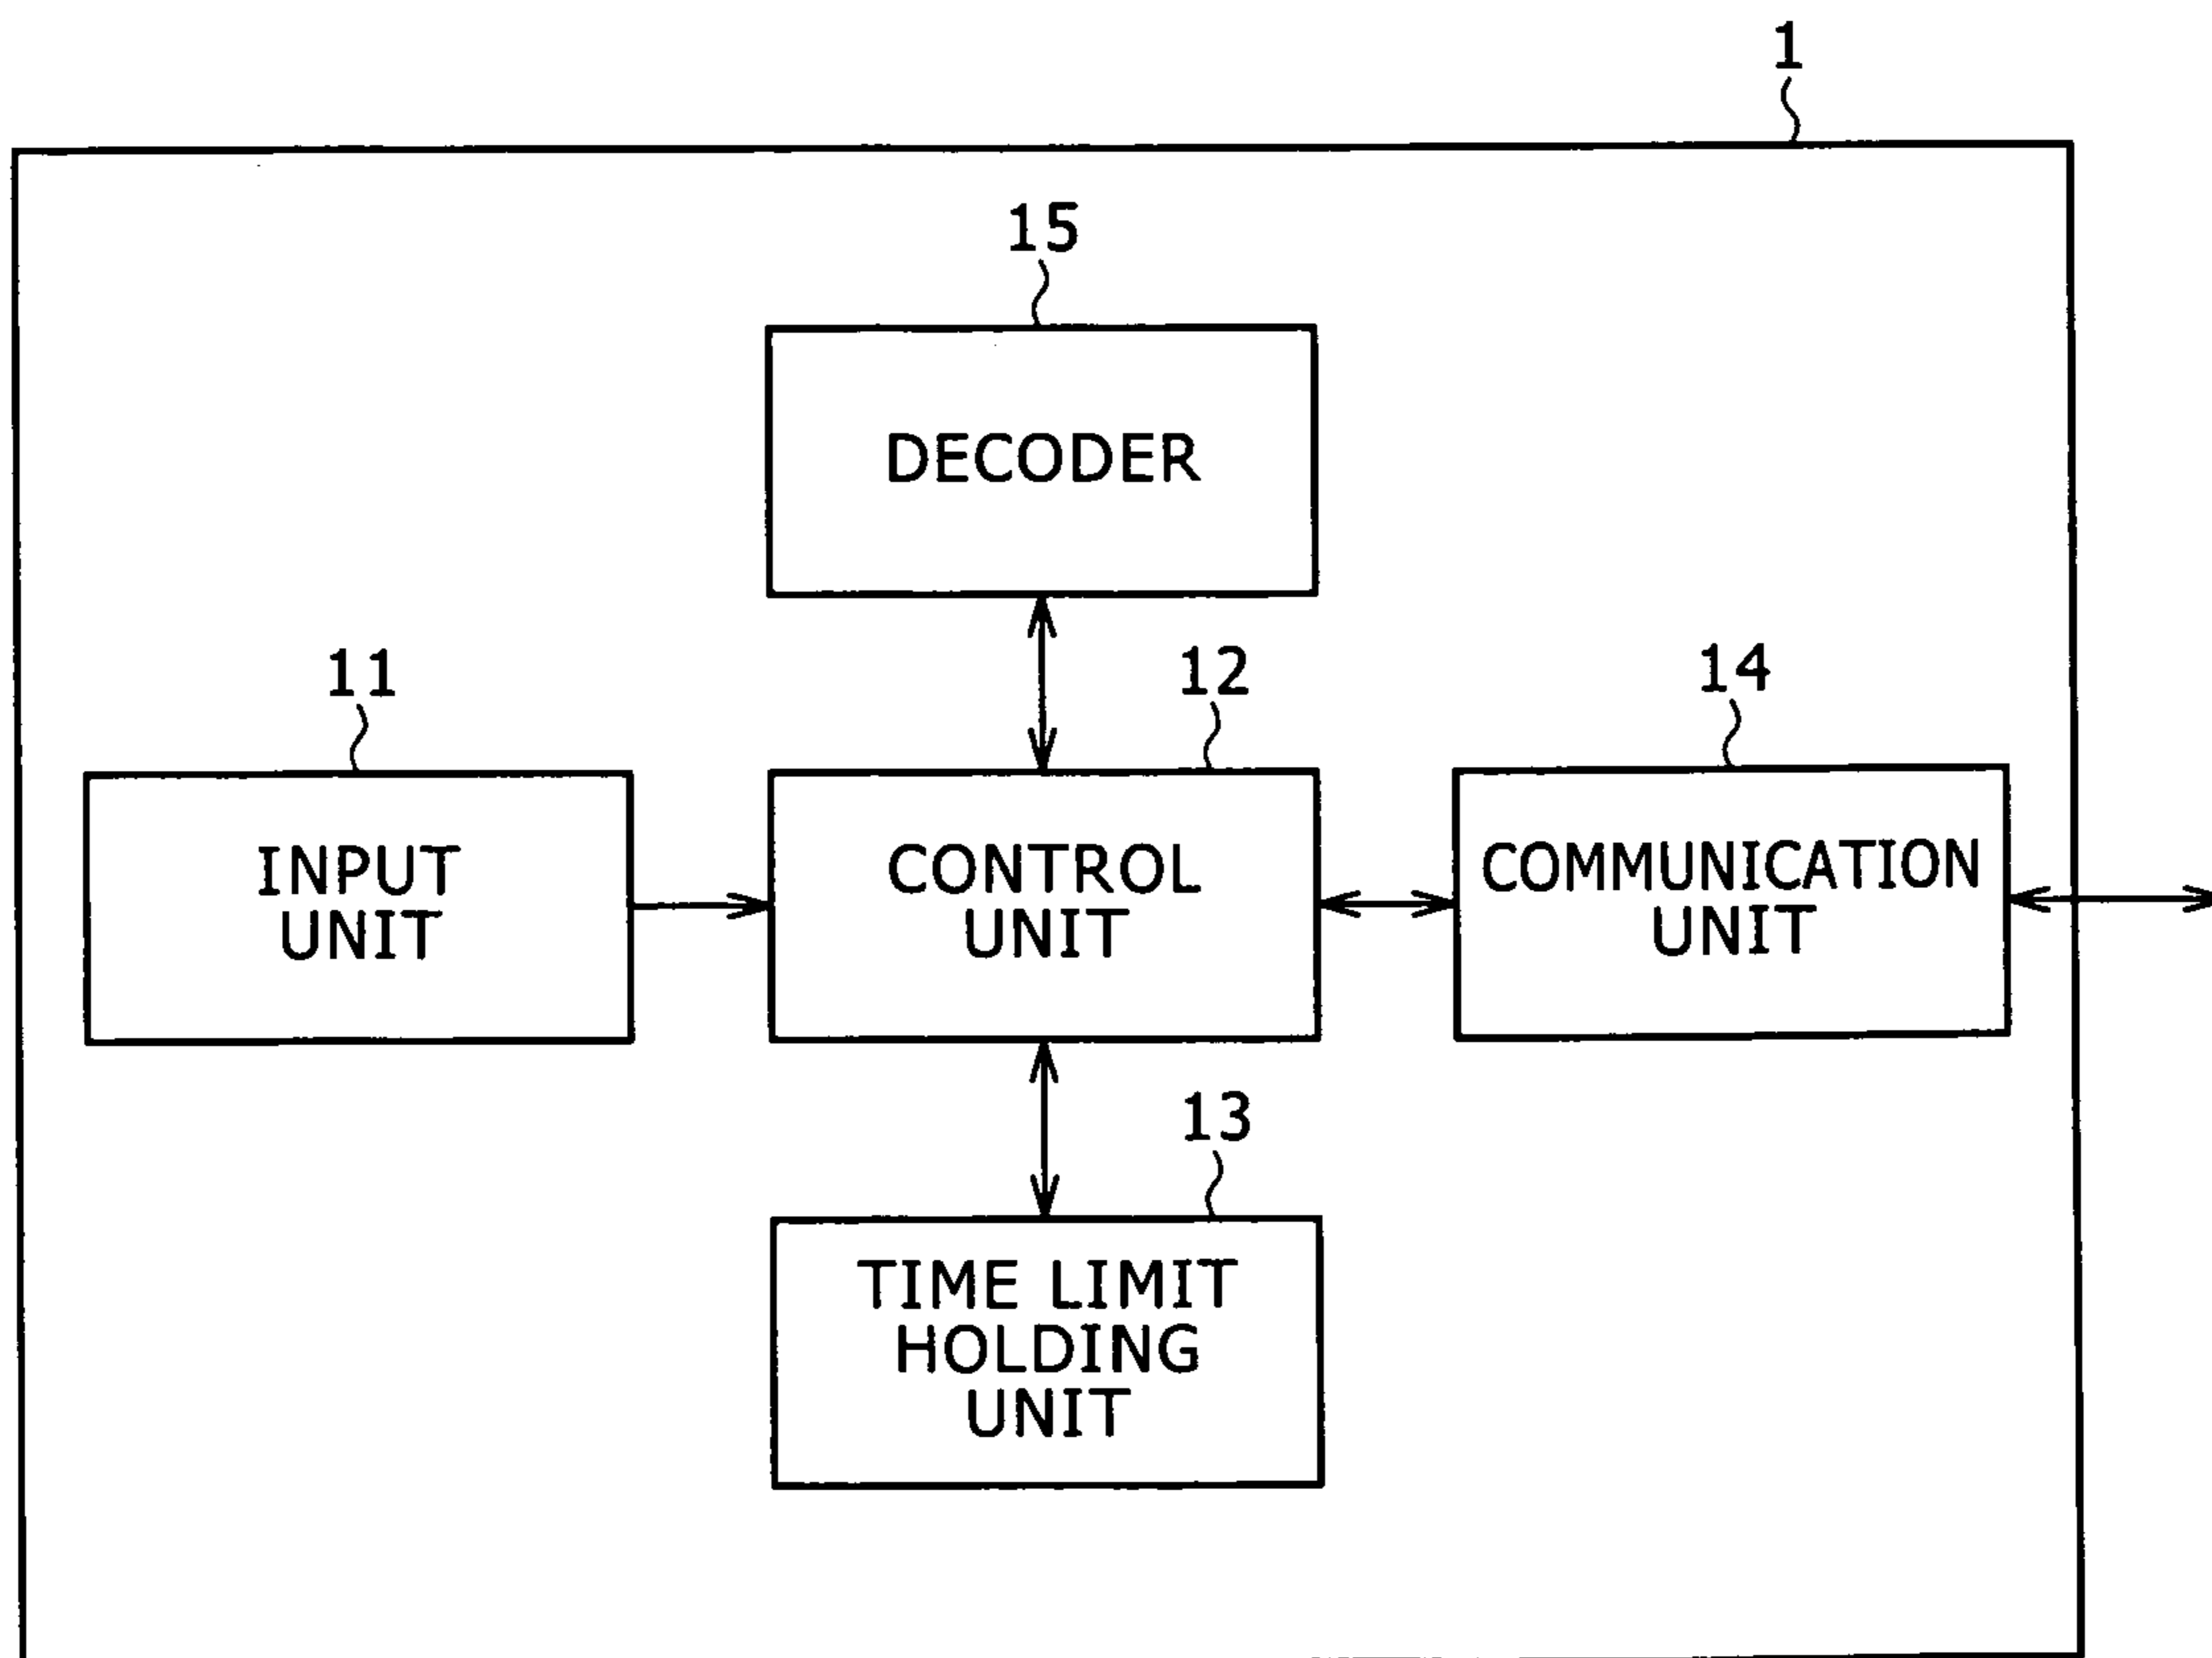 1
15
DECODER
11
12
14
INPUT
UNIT
CONTROL
UNIT
COMMUNICATION
UNIT
13
TIME LIMIT
HOLDING
UNIT